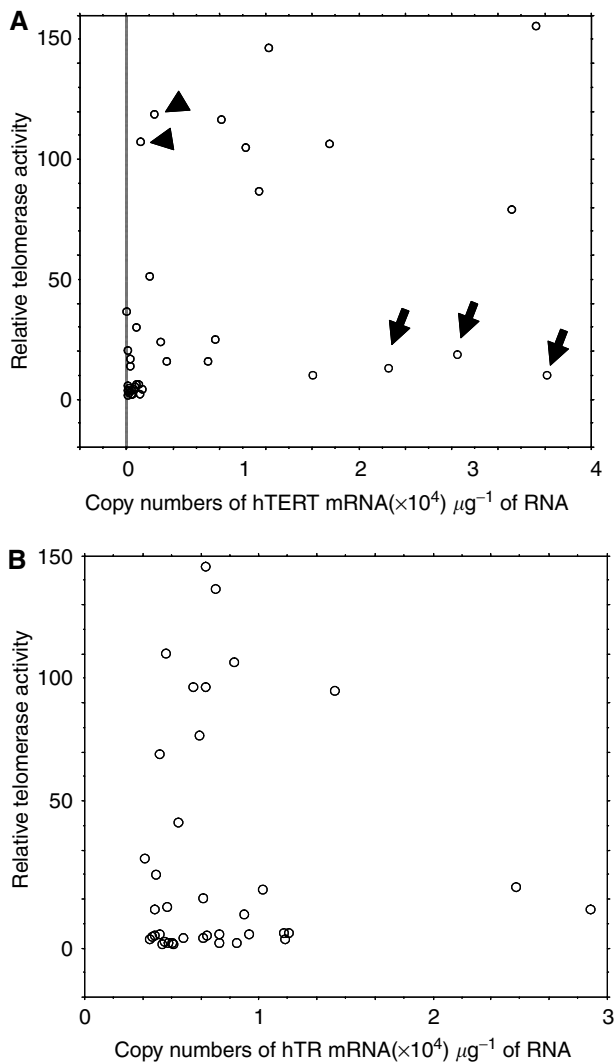 A
150
100
50
0
Relative telomerase activity
0 1 2 3 4
Copy numbers of hTERT mRNA(×10⁴) μg⁻¹ of RNA
B
150
100
50
0
Relative telomerase activity
0 1 2 3
Copy numbers of hTR mRNA(×10⁴) μg⁻¹ of RNA